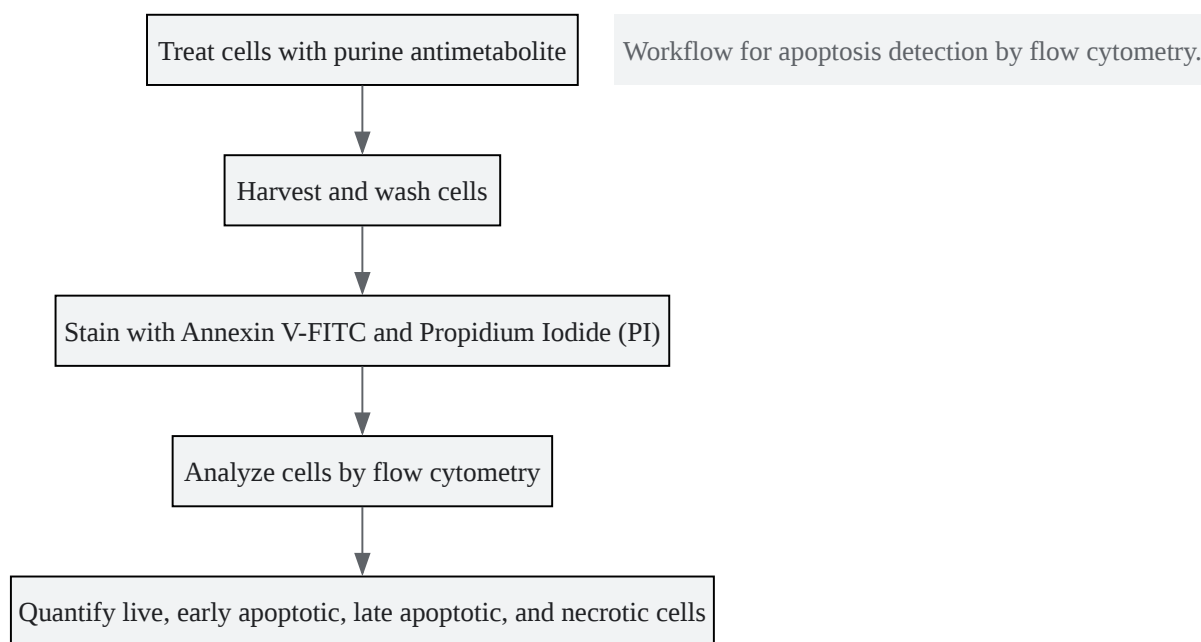 Treat cells with purine antimetabolite
Workflow for apoptosis detection by flow cytometry.
Harvest and wash cells
Stain with Annexin V-FITC and Propidium Iodide (PI)
Analyze cells by flow cytometry
Quantify live, early apoptotic, late apoptotic, and necrotic cells